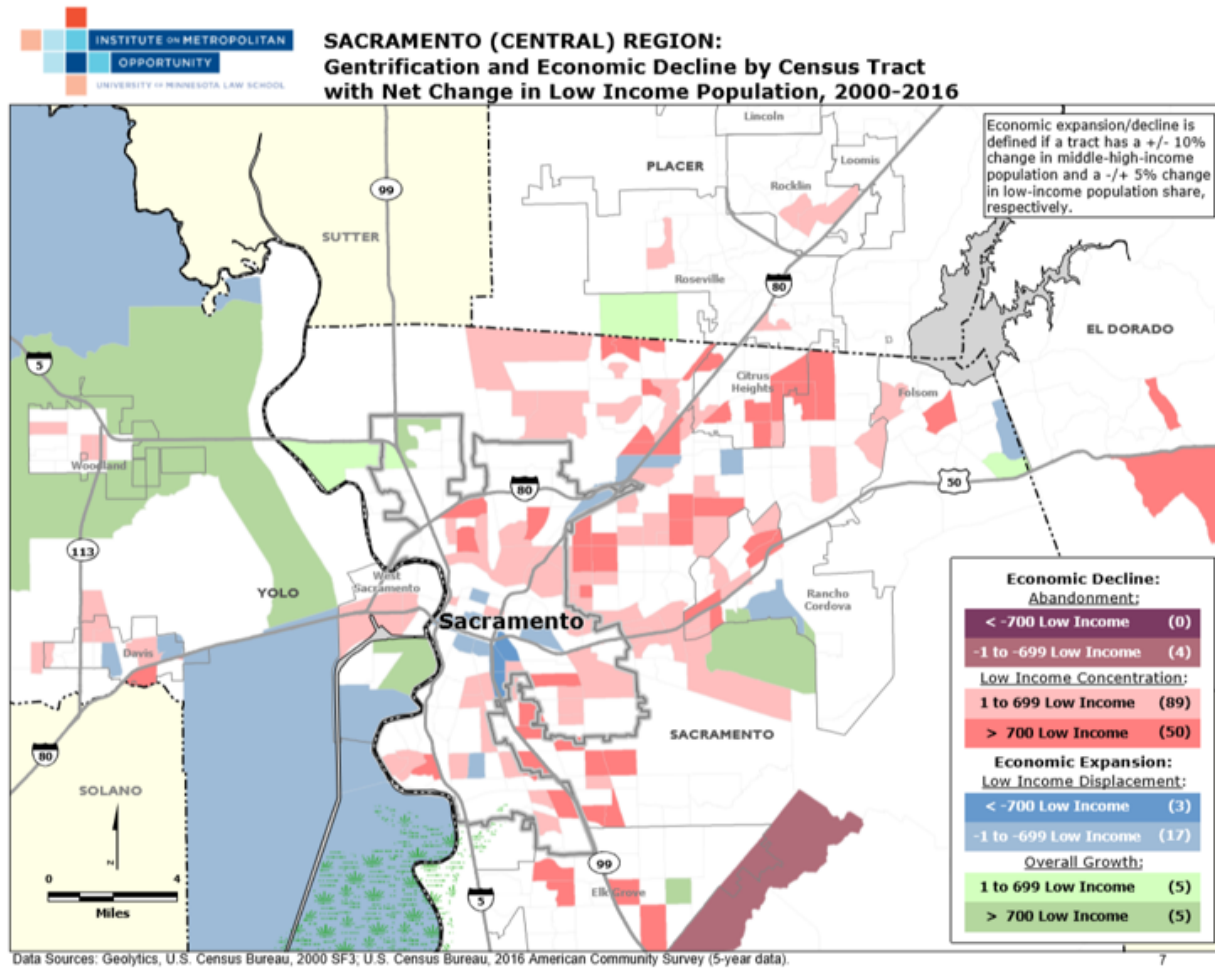 INSTITUTE ON METROPOLITAN
OPPORTUNITY
UNIVERSITY OF MINNESOTA LAW SCHOOL
SACRAMENTO (CENTRAL) REGION:
Gentrification and Economic Decline by Census Tract
with Net Change in Low Income Population, 2000-2016
Economic expansion/decline is
defined if a tract has a +/- 10%
change in middle-high-income
population and a -/+ 5% change
in low-income population share,
respectively.
Lincoln
PLACER
Loomis
Rocklin
99
SUTTER
Roseville
80
EL DORADO
5
Citrus
Heights
Folsom
Woodland
80
50
113
West
Sacramento
YOLO
Rancho
Cordova
Sacramento
Davis
SACRAMENTO
80
SOLANO
N
0
4
Miles
99
Elk Grove
5
Economic Decline:
Abandonment:
< -700 Low Income (0)
-1 to -699 Low Income (4)
Low Income Concentration:
1 to 699 Low Income (89)
> 700 Low Income (50)
Economic Expansion:
Low Income Displacement:
< -700 Low Income (3)
-1 to -699 Low Income (17)
Overall Growth:
1 to 699 Low Income (5)
> 700 Low Income (5)
Data Sources: Geolytics, U.S. Census Bureau, 2000 SF3; U.S. Census Bureau, 2016 American Community Survey (5-year data).
7